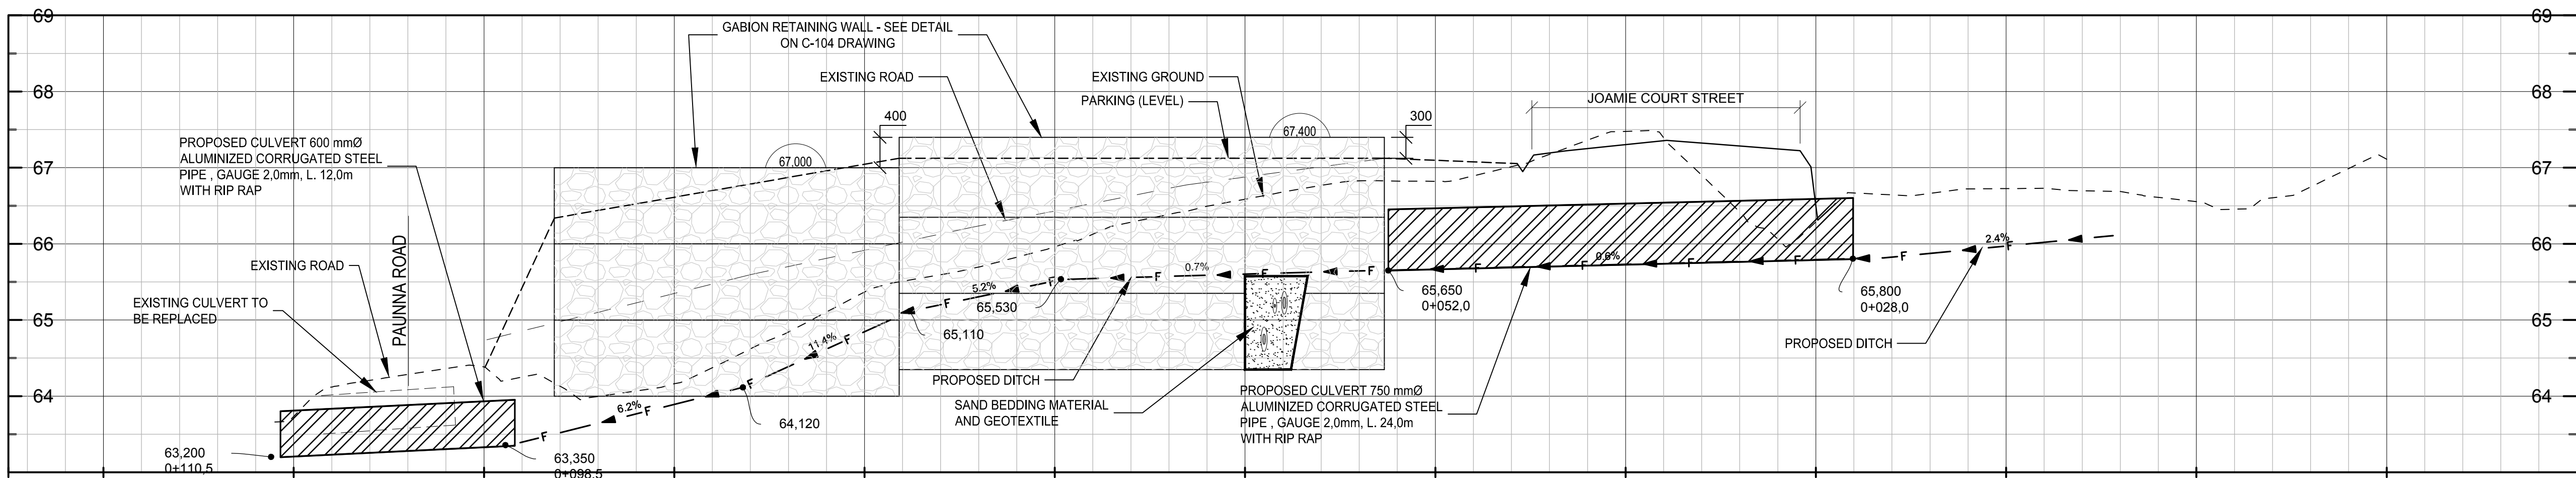 69
69
GABION RETAINING WALL - SEE DETAIL
ON C-104 DRAWING
EXISTING ROAD
EXISTING GROUND
68
PARKING (LEVEL)
JOAMIE COURT STREET
68
400
300
67,000
67,400
PROPOSED CULVERT 600 mmØ
ALUMINIZED CORRUGATED STEEL
PIPE , GAUGE 2,0mm, L. 12,0m
WITH RIP RAP
67
67
PAUNNA ROAD
EXISTING ROAD
66
66
EXISTING CULVERT TO
BE REPLACED
2.4%
F
0.6%
F
F
F
F
0.7%
F
F
F
5.2%
F
F
65,650
0+052,0
65,800
0+028,0
65,530
65,110
65
65
11.4%
F
F
PROPOSED DITCH
PROPOSED DITCH
SAND BEDDING MATERIAL
AND GEOTEXTILE
PROPOSED CULVERT 750 mmØ
ALUMINIZED CORRUGATED STEEL
PIPE , GAUGE 2,0mm, L. 24,0m
WITH RIP RAP
64
64
6.2%
F
F
64,120
63,200
0+110,5
63,350
0+098,5